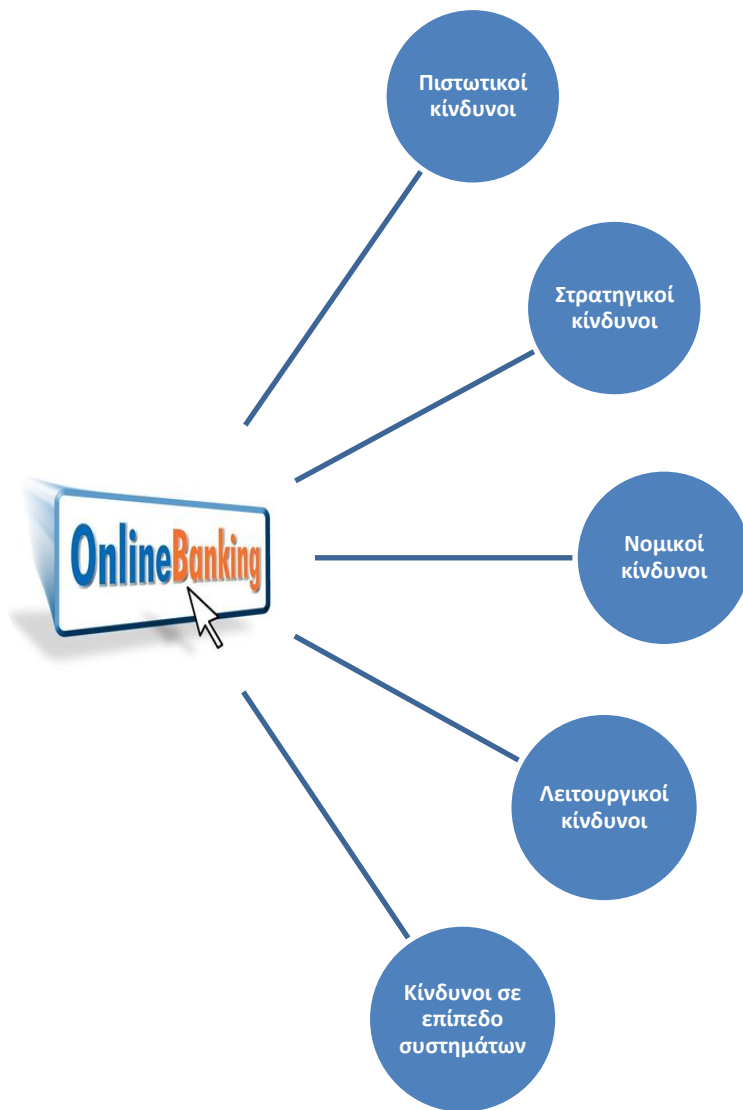 Πιστωτικοί
κίνδυνοι
Στρατηγικοί
κίνδυνοι
OnlineBanking
Νομικοί
κίνδυνοι
Λειτουργικοί
κίνδυνοι
Κίνδυνοι σε
επίπεδο
συστημάτων